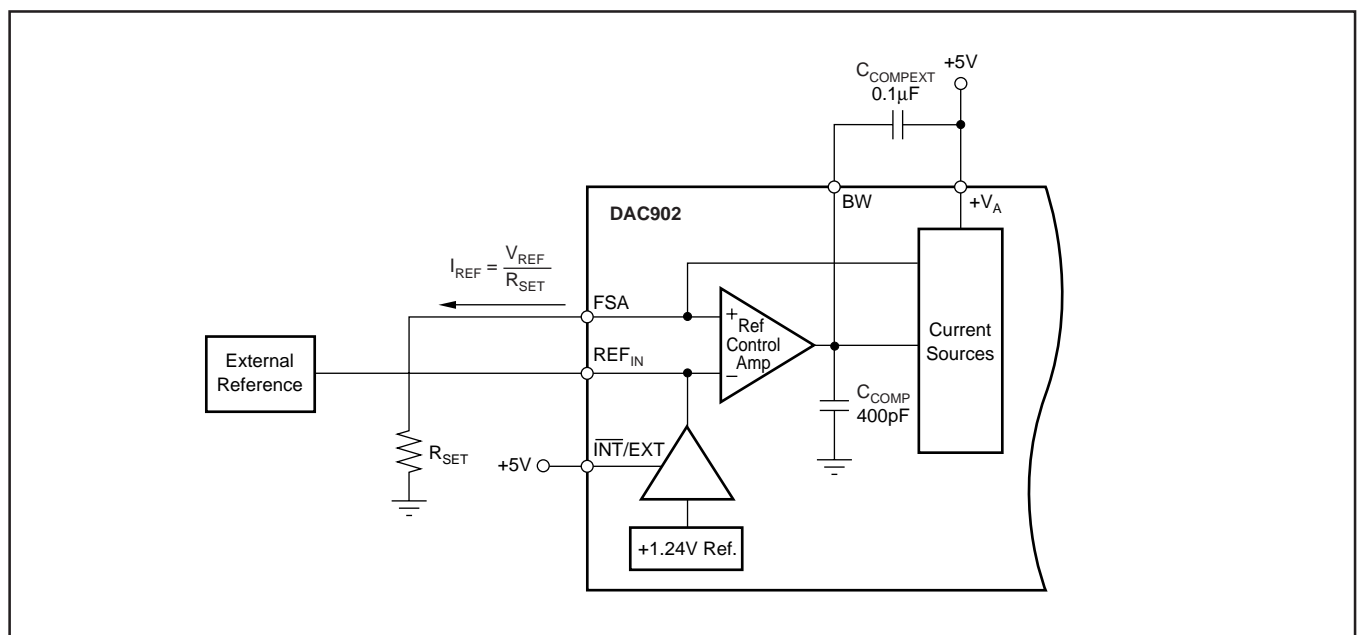 +5V
C_COMPEXT
0.1μF
BW
+V_A
DAC902
I_REF = V_REF / R_SET
FSA
+
Ref
Control
Amp
−
Current
Sources
External
Reference
REF_IN
C_COMP
400pF
R_SET
+5V
I̅N̅T̅/EXT
+1.24V Ref.